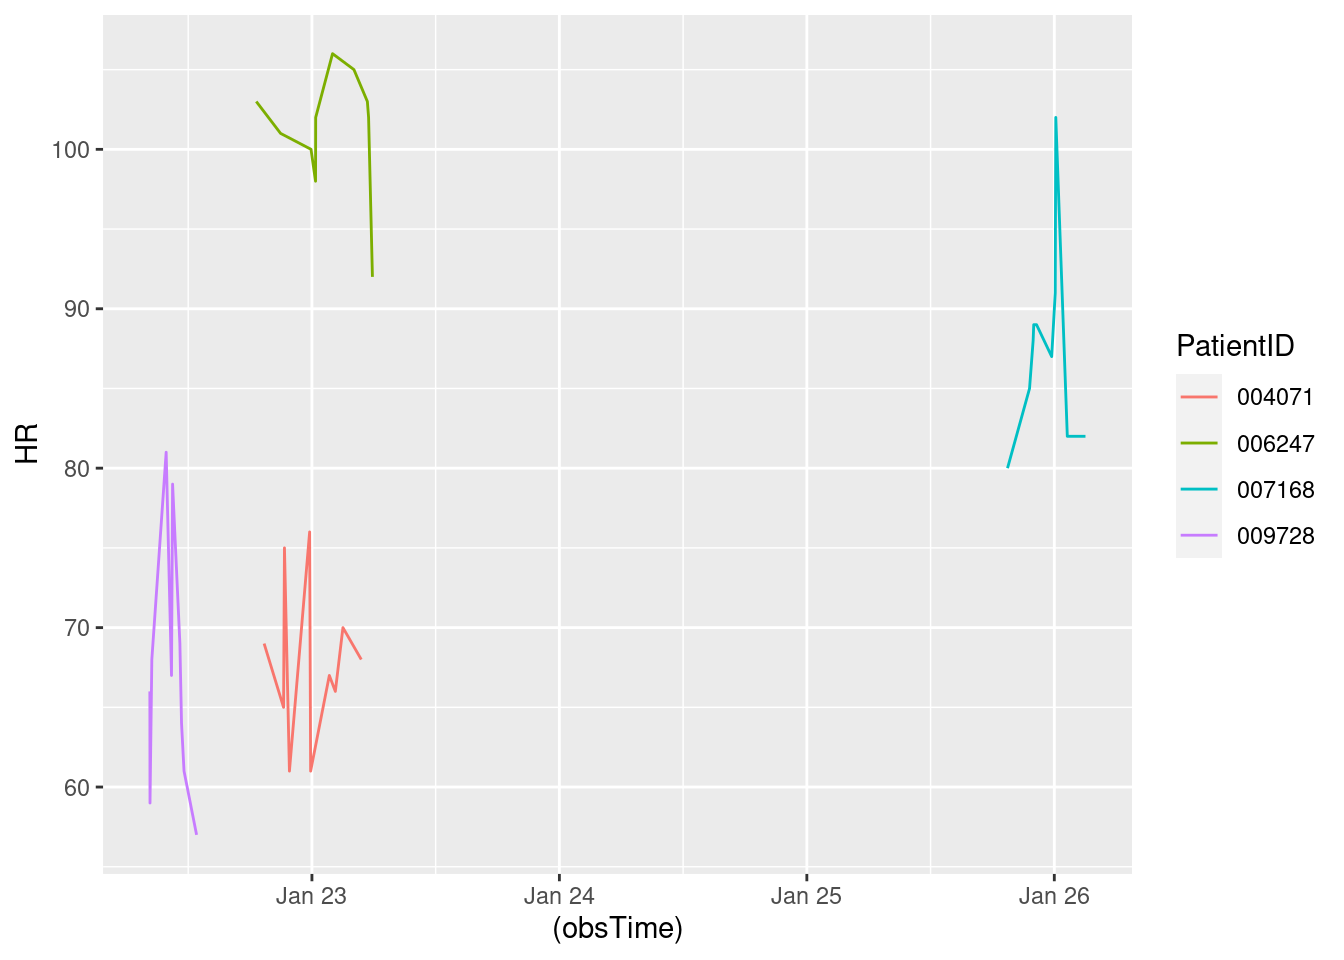 100
90
80
70
60
HR
Jan 23
Jan 24
Jan 25
Jan 26
(obsTime)
PatientID
004071
006247
007168
009728